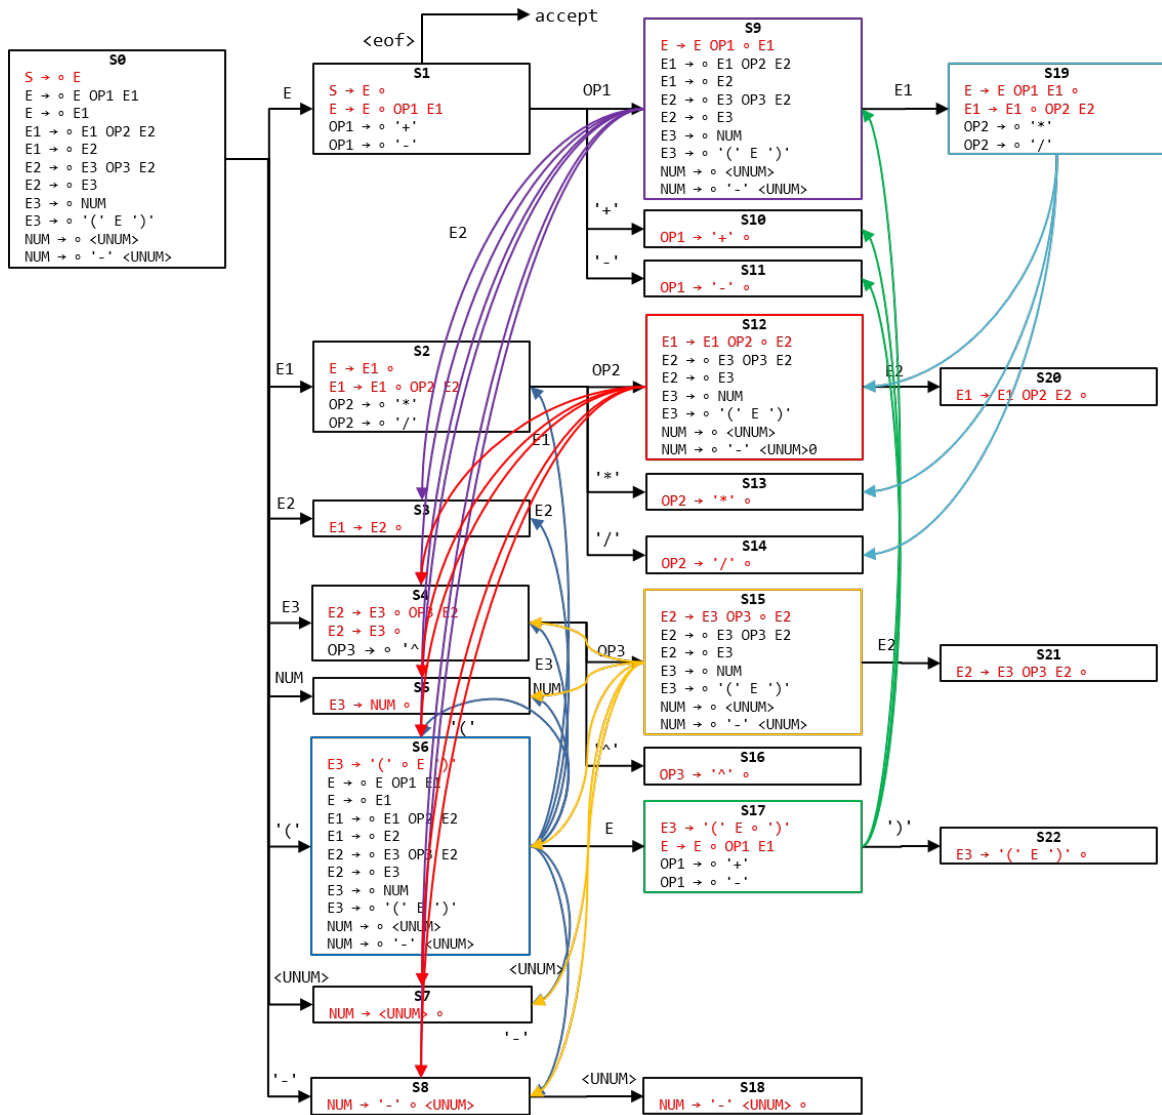 accept
<eof>
S0
S → ∘ E
E → ∘ E OP1 E1
E → ∘ E1
E1 → ∘ E1 OP2 E2
E1 → ∘ E2
E2 → ∘ E3 OP3 E2
E2 → ∘ E3
E3 → ∘ NUM
E3 → ∘ '(' E ')'
NUM → ∘ <UNUM>
NUM → ∘ '-' <UNUM>
E
S1
S → E ∘
E → E ∘ OP1 E1
OP1 → ∘ '+'
OP1 → ∘ '-'
OP1
S9
E → E OP1 ∘ E1
E1 → ∘ E1 OP2 E2
E1 → ∘ E2
E2 → ∘ E3 OP3 E2
E2 → ∘ E3
E3 → ∘ NUM
E3 → ∘ '(' E ')'
NUM → ∘ <UNUM>
NUM → ∘ '-' <UNUM>
E1
S19
E → E OP1 E1 ∘
E1 → E1 ∘ OP2 E2
OP2 → ∘ '*'
OP2 → ∘ '/'
E2
'+'
S10
OP1 → '+' ∘
'-'
S11
OP1 → '-' ∘
E1
S2
E → E1 ∘
E1 → E1 ∘ OP2 E2
OP2 → ∘ '*'
OP2 → ∘ '/'
OP2
E1
S12
E1 → E1 OP2 ∘ E2
E2 → ∘ E3 OP3 E2
E2 → ∘ E3
E3 → ∘ NUM
E3 → ∘ '(' E ')'
NUM → ∘ <UNUM>
NUM → ∘ '-' <UNUM>0
E2
S20
E1 → E1 OP2 E2 ∘
'*'
S13
OP2 → '*' ∘
'/'
S14
OP2 → '/' ∘
E2
S3
E1 → E2 ∘
E2
E3
S4
E2 → E3 ∘ OP3 E2
E2 → E3 ∘
OP3 → ∘ '^
OP3
E3
S15
E2 → E3 OP3 ∘ E2
E2 → ∘ E3 OP3 E2
E2 → ∘ E3
E3 → ∘ NUM
E3 → ∘ '(' E ')'
NUM → ∘ <UNUM>
NUM → ∘ '-' <UNUM>
E2
S21
E2 → E3 OP3 E2 ∘
NUM
S5
E3 → NUM ∘
NUM
'('
'^'
S16
OP3 → '^' ∘
'('
S6
E3 → '(' ∘ E ')'
E → ∘ E OP1 E1
E → ∘ E1
E1 → ∘ E1 OP2 E2
E1 → ∘ E2
E2 → ∘ E3 OP3 E2
E2 → ∘ E3
E3 → ∘ NUM
E3 → ∘ '(' E ')'
NUM → ∘ <UNUM>
NUM → ∘ '-' <UNUM>
E
S17
E3 → '(' E ∘ ')'
E → E ∘ OP1 E1
OP1 → ∘ '+'
OP1 → ∘ '-'
')'
S22
E3 → '(' E ')' ∘
<UNUM>
S7
NUM → <UNUM> ∘
<UNUM>
'-'
'-'
S8
NUM → '-' ∘ <UNUM>
<UNUM>
S18
NUM → '-' <UNUM> ∘